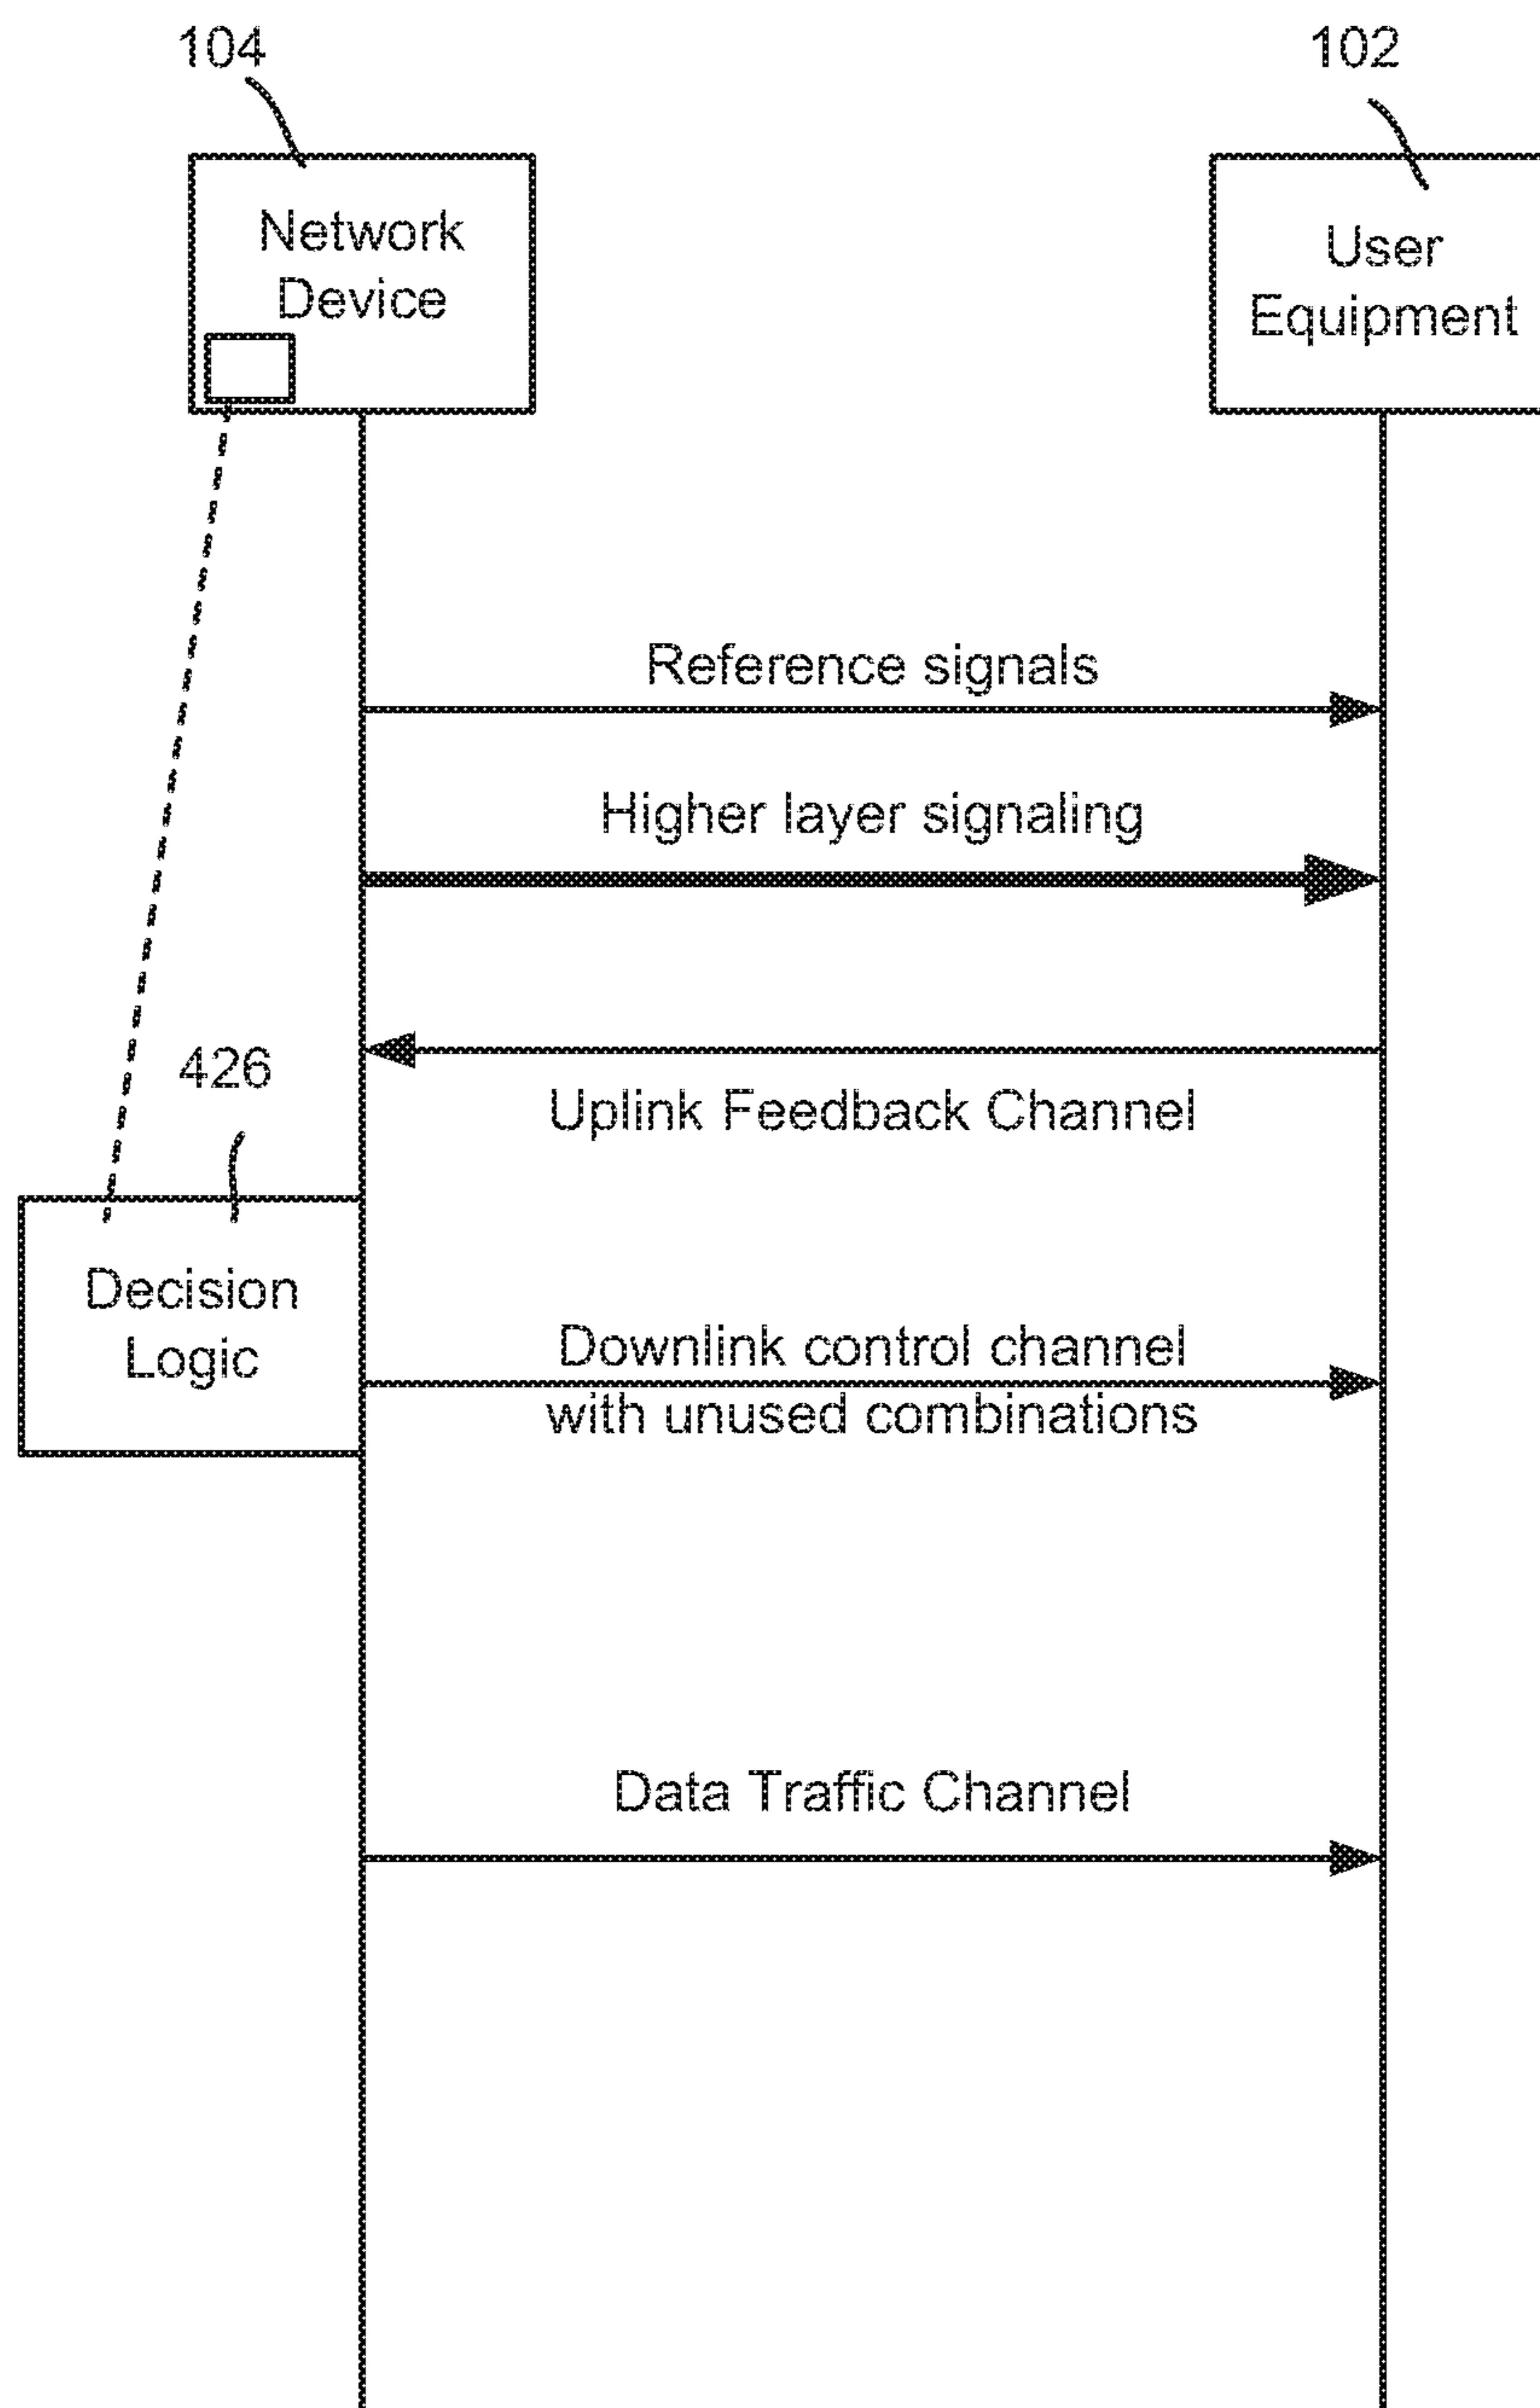 104
102
Network
Device
User
Equipment
Reference signals
Higher layer signaling
426
Uplink Feedback Channel
Decision
Logic
Downlink control channel
with unused combinations
Data Traffic Channel